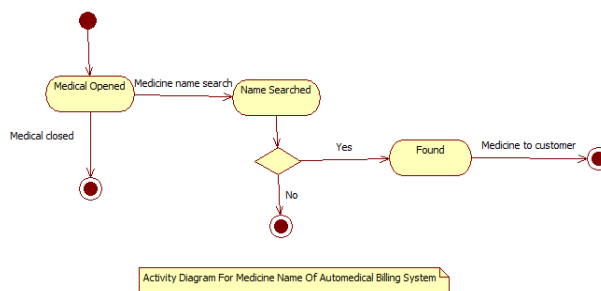 Medical Opened
Medicine name search
Name Searched
Medical closed
Yes
Found
Medicine to customer
No
Activity Diagram For Medicine Name Of Automedical Billing System